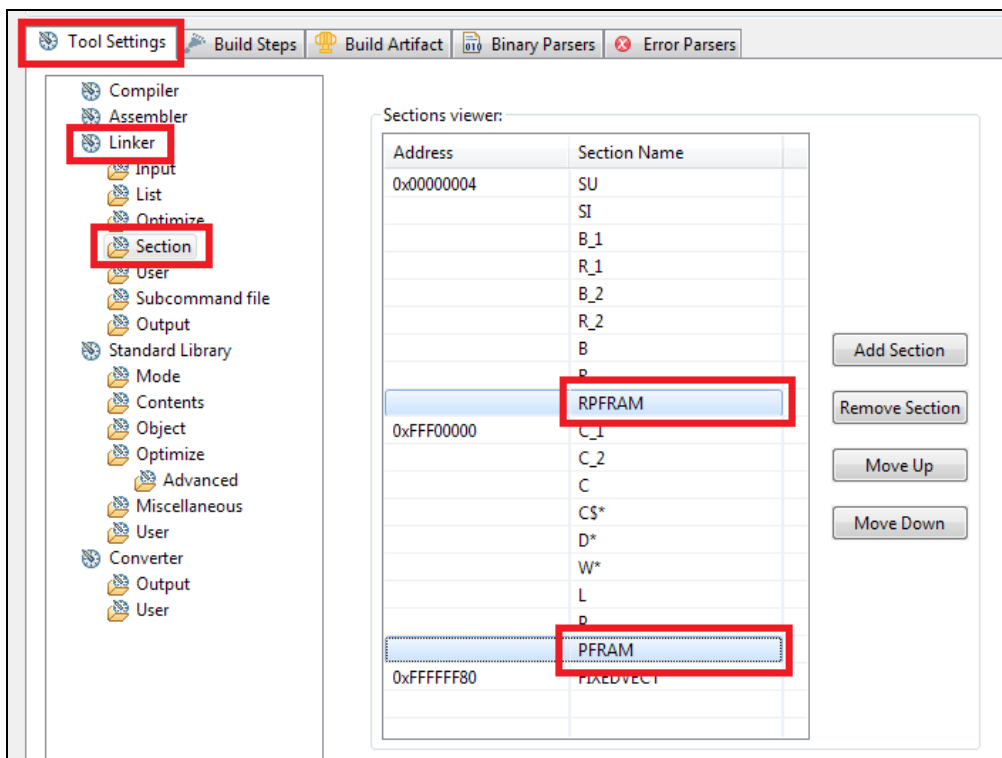 Tool Settings Build Steps Build Artifact Binary Parsers Error Parsers
Compiler
Assembler
Linker
Input
List
Optimize
Section
User
Subcommand file
Output
Standard Library
Mode
Contents
Object
Optimize
Advanced
Miscellaneous
User
Converter
Output
User
Sections viewer:
Address Section Name
0x00000004 SU
SI
B_1
R_1
B_2
R_2
B
RPFRAM
0xFFF00000 C_1
C_2
C
C$*
D*
W*
L
PFRAM
0xFFFFFF80 FIXEDVECT
Add Section
Remove Section
Move Up
Move Down